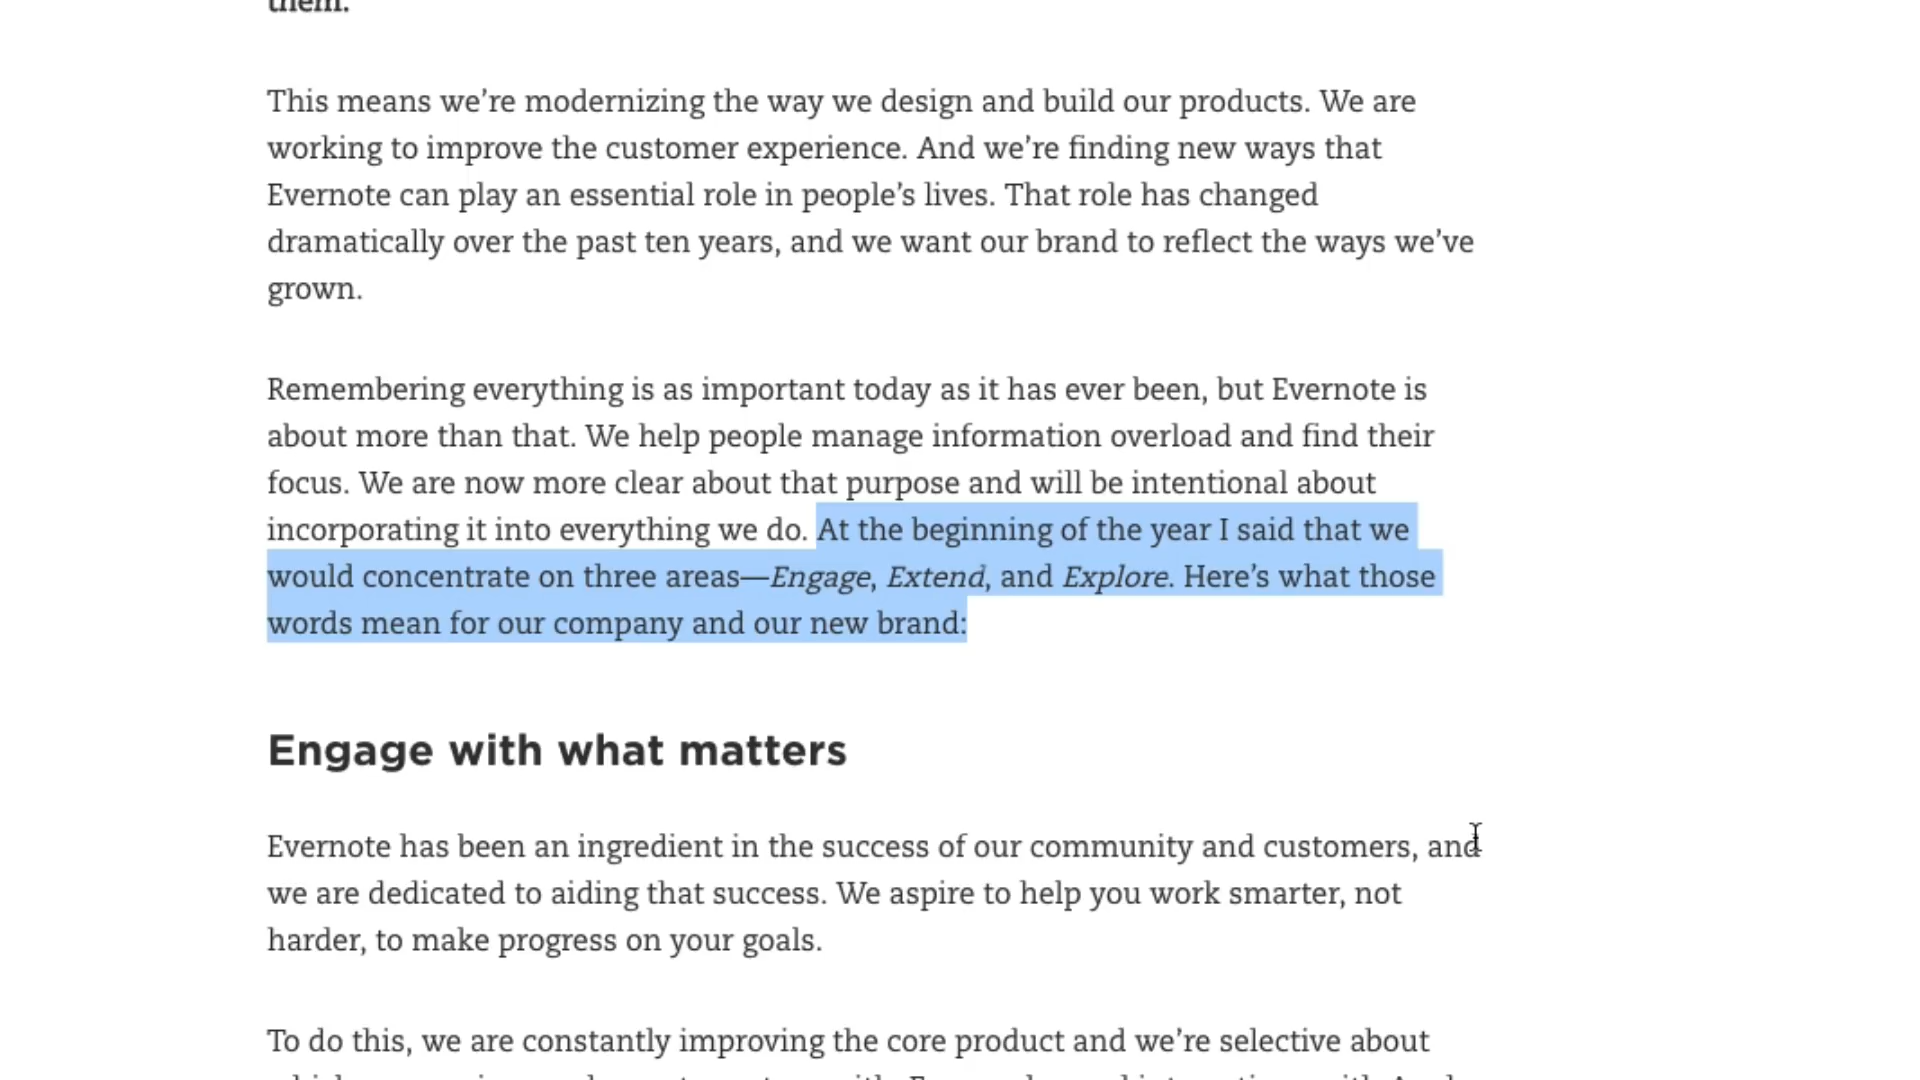 them.
This means we’re modernizing the way we design and build our products. We are
working to improve the customer experience. And we’re finding new ways that
Evernote can play an essential role in people’s lives. That role has changed
dramatically over the past ten years, and we want our brand to reflect the ways we’ve
grown.
Remembering everything is as important today as it has ever been, but Evernote is
about more than that. We help people manage information overload and find their
focus. We are now more clear about that purpose and will be intentional about
incorporating it into everything we do. At the beginning of the year I said that we
would concentrate on three areas—Engage, Extend, and Explore. Here’s what those
words mean for our company and our new brand:
Engage with what matters
Evernote has been an ingredient in the success of our community and customers, and
we are dedicated to aiding that success. We aspire to help you work smarter, not
harder, to make progress on your goals.
To do this, we are constantly improving the core product and we’re selective about